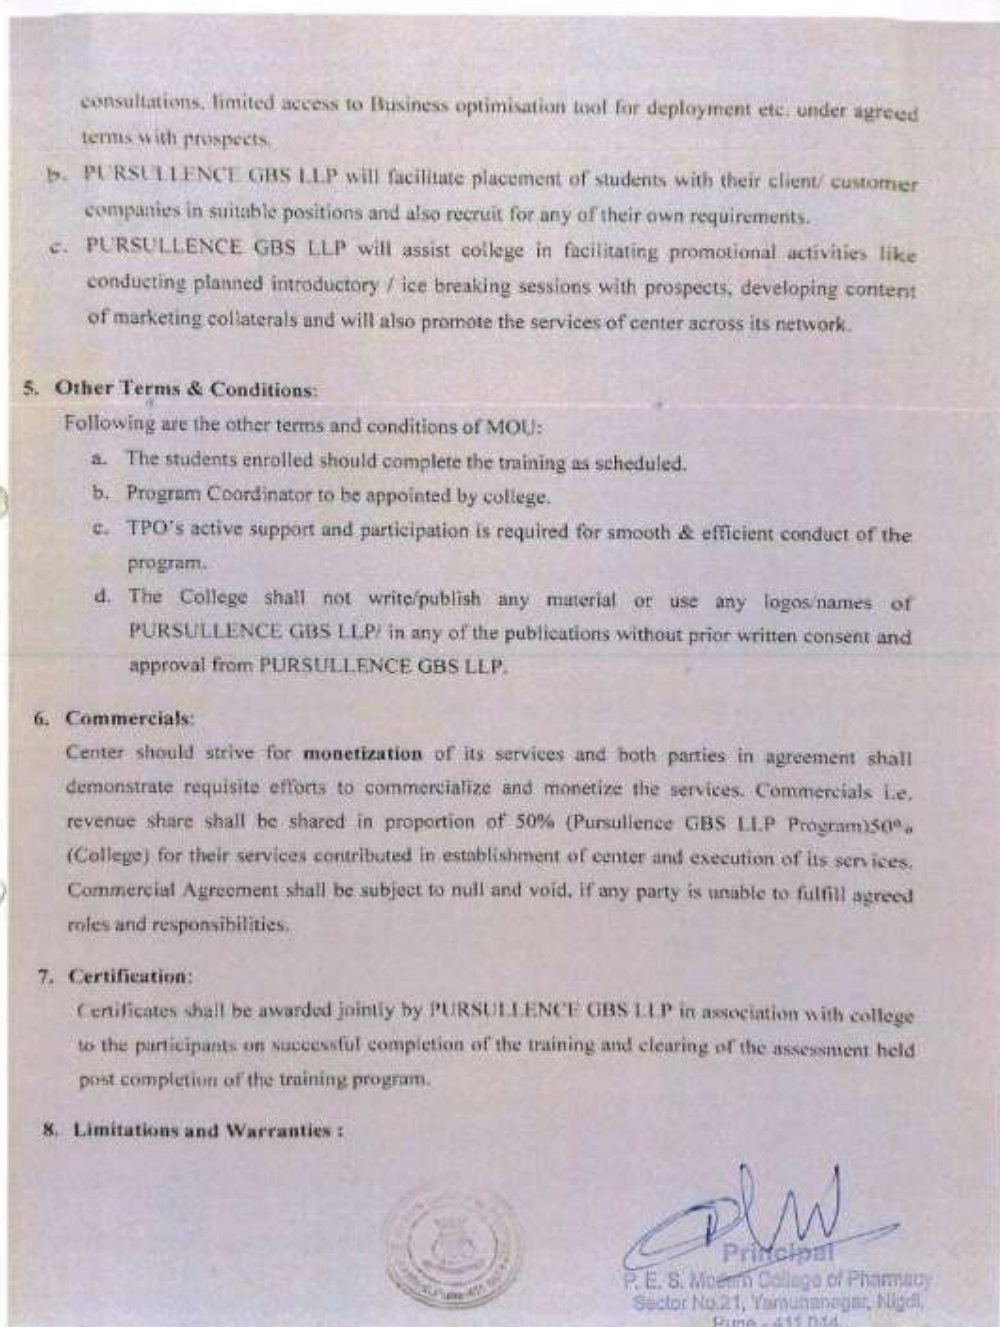 consultations, limited access to Business optimisation tool for deployment etc. under agreed
terms with prospects.
b. PURSULLENCE GBS LLP will facilitate placement of students with their client/ customer
companies in suitable positions and also recruit for any of their own requirements.
c. PURSULLENCE GBS LLP will assist college in facilitating promotional activities like
conducting planned introductory / ice breaking sessions with prospects, developing content
of marketing collaterals and will also promote the services of center across its network.
5. Other Terms & Conditions:
Following are the other terms and conditions of MOU:
a. The students enrolled should complete the training as scheduled.
b. Program Coordinator to be appointed by college.
c. TPO's active support and participation is required for smooth & efficient conduct of the
program.
d. The College shall not write/publish any material or use any logos/names of
PURSULLENCE GBS LLP/ in any of the publications without prior written consent and
approval from PURSULLENCE GBS LLP.
6. Commercials:
Center should strive for monetization of its services and both parties in agreement shall
demonstrate requisite efforts to commercialize and monetize the services. Commercials i.e.
revenue share shall be shared in proportion of 50% (Pursullence GBS LLP Program)50%
(College) for their services contributed in establishment of center and execution of its services.
Commercial Agreement shall be subject to null and void, if any party is unable to fulfill agreed
roles and responsibilities.
7. Certification:
Certificates shall be awarded jointly by PURSULLENCE GBS LLP in association with college
to the participants on successful completion of the training and clearing of the assessment held
post completion of the training program.
8. Limitations and Warranties :
Principal
P. E. S. Modern College of Pharmacy
Sector No.21, Yamunanagar, Nigdi,
Pune - 411 044.